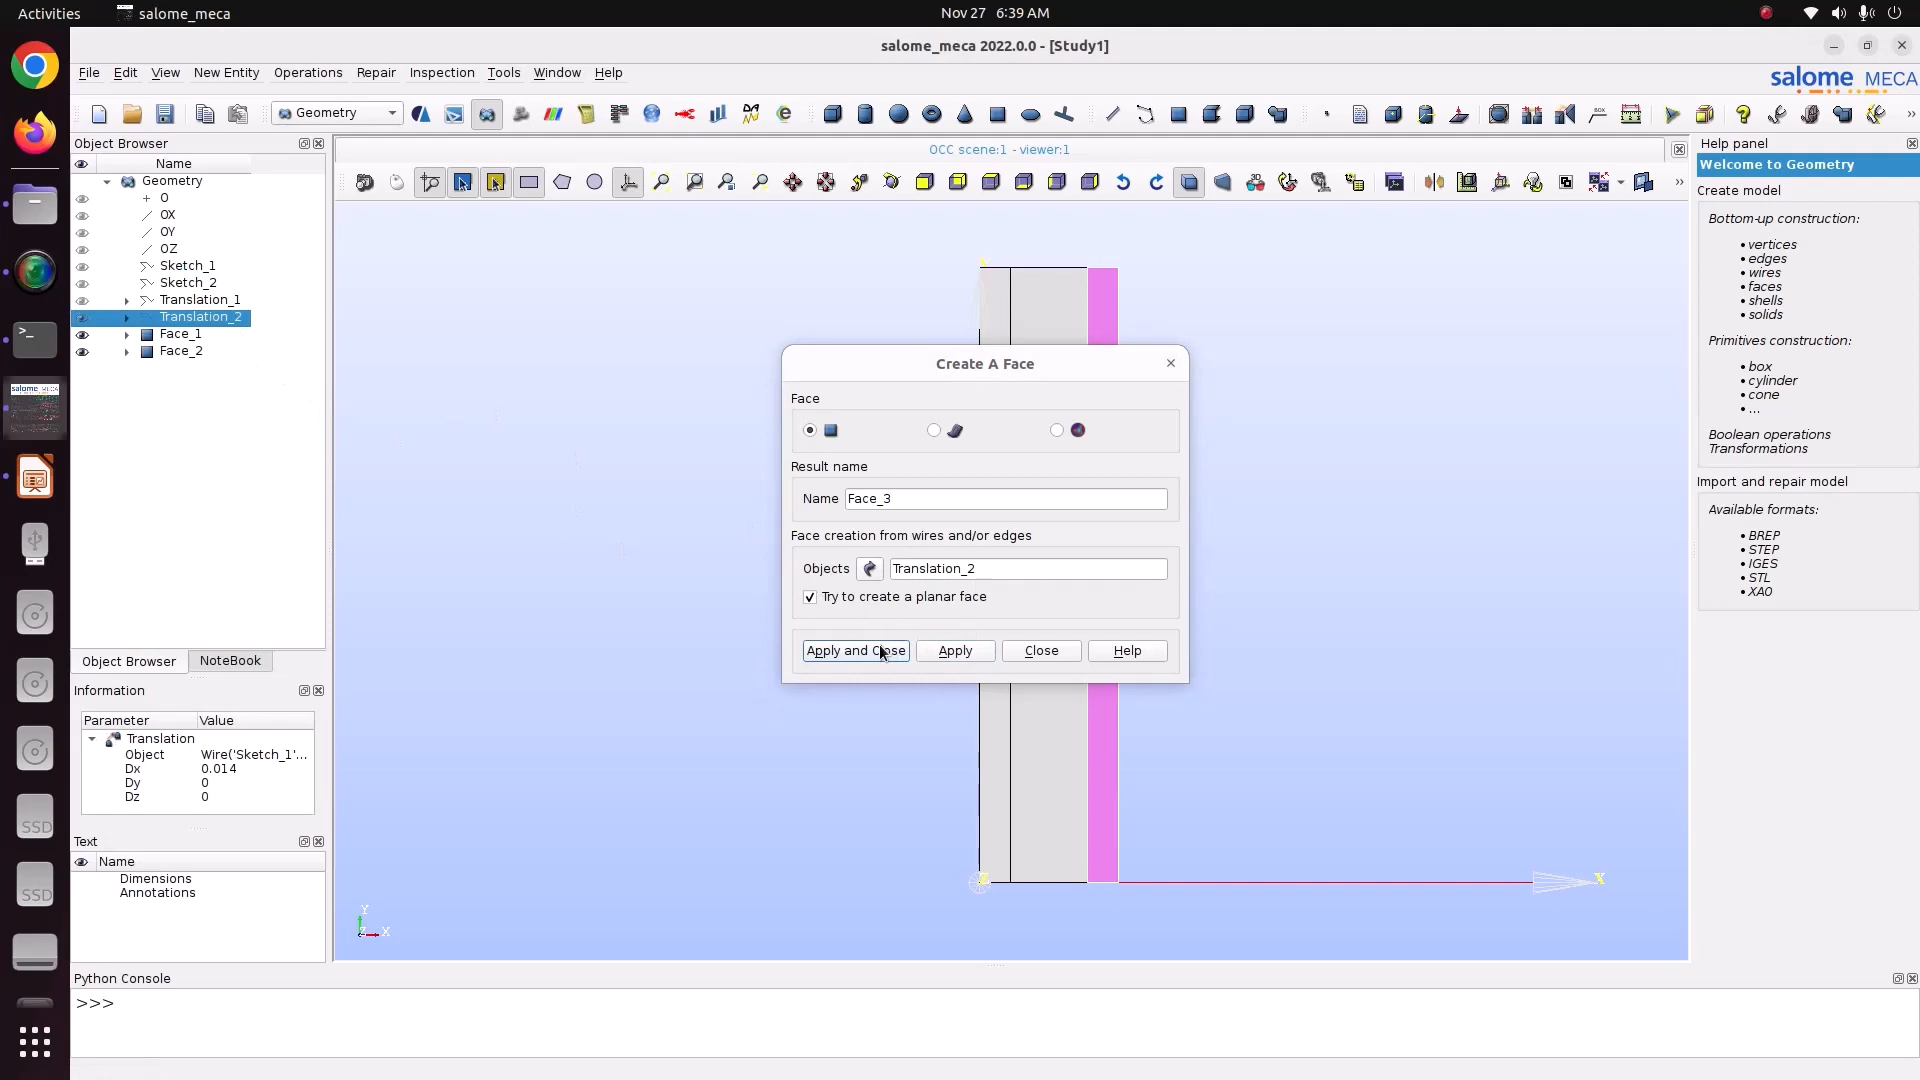 Activities
salome_meca
Nov 27 6:39 AM
salome_meca 2022.0.0 - [Study1]
File Edit View New Entity Operations Repair Inspection Tools Window Help
salome MECA
Geometry
Object Browser
Name
Geometry
O
OX
OY
OZ
Sketch_1
Sketch_2
Translation_1
Translation_2
Face_1
Face_2
Object Browser
NoteBook
Information
Parameter Value
Translation
Object Wire('Sketch_1'...
Dx 0.014
Dy 0
Dz 0
Text
Name
Dimensions
Annotations
OCC scene:1 - viewer:1
Create A Face
Face
Result name
Name Face_3
Face creation from wires and/or edges
Objects Translation_2
Try to create a planar face
Apply and Close
Apply
Close
Help
X
Z
Y
Z X
Help panel
Welcome to Geometry
Create model
Bottom-up construction:
• vertices
• edges
• wires
• faces
• shells
• solids
Primitives construction:
• box
• cylinder
• cone
• ...
Boolean operations
Transformations
Import and repair model
Available formats:
• BREP
• STEP
• IGES
• STL
• XAO
Python Console
>>>
SSD
SSD